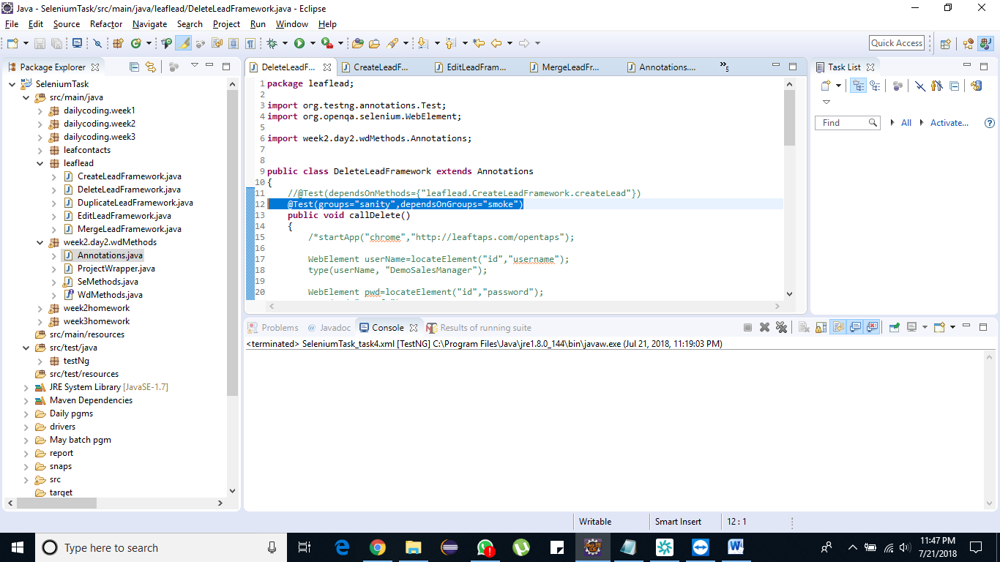 Java - SeleniumTask/src/main/java/leaflead/DeleteLeadFramework.java - Eclipse
File Edit Source Refactor Navigate Search Project Run Window Help
Quick Access
Package Explorer
SeleniumTask
src/main/java
dailycoding.week1
dailycoding.week2
dailycoding.week3
leafcontacts
leaflead
CreateLeadFramework.java
DeleteLeadFramework.java
DuplicateLeadFramework.java
EditLeadFramework.java
MergeLeadFramework.java
week2.day2.wdMethods
Annotations.java
ProjectWrapper.java
SeMethods.java
WdMethods.java
week2homework
week3homework
src/main/resources
src/test/java
testNg
src/test/resources
JRE System Library [JavaSE-1.7]
Maven Dependencies
Daily pgms
drivers
May batch pgm
report
snaps
src
target
DeleteLeadF... CreateLeadF... EditLeadFram... MergeLeadFr... Annotations.... »5
1 package leaflead;
2
3 import org.testng.annotations.Test;
4 import org.openqa.selenium.WebElement;
5
6 import week2.day2.wdMethods.Annotations;
7
8
9 public class DeleteLeadFramework extends Annotations
10 {
11 //@Test(dependsOnMethods={"leaflead.CreateLeadFramework.createLead"})
12 @Test(groups="sanity",dependsOnGroups="smoke")
13 public void callDelete()
14 {
15 /*startApp("chrome","http://leaftaps.com/opentaps");
16
17 WebElement userName=locateElement("id","username");
18 type(userName, "DemoSalesManager");
19
20 WebElement pwd=locateElement("id","password");
Task List
Find All Activate...
Problems @ Javadoc Console Results of running suite
<terminated> SeleniumTask_task4.xml [TestNG] C:\Program Files\Java\jre1.8.0_144\bin\javaw.exe (Jul 21, 2018, 11:19:03 PM)
Writable Smart Insert 12 : 1
Type here to search
11:47 PM
7/21/2018